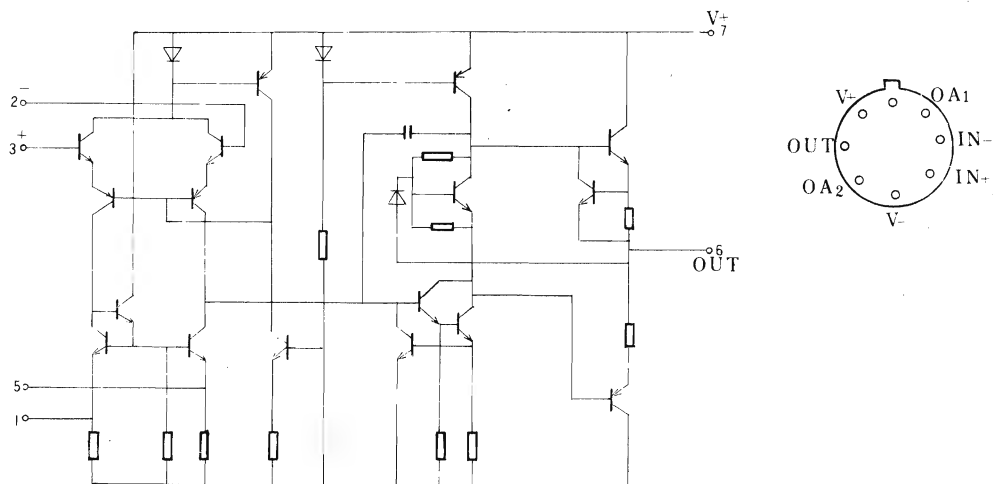 V+
7
−
2
+
3
6
OUT
5
1
V+
OA1
OUT
IN−
OA2
IN+
V−